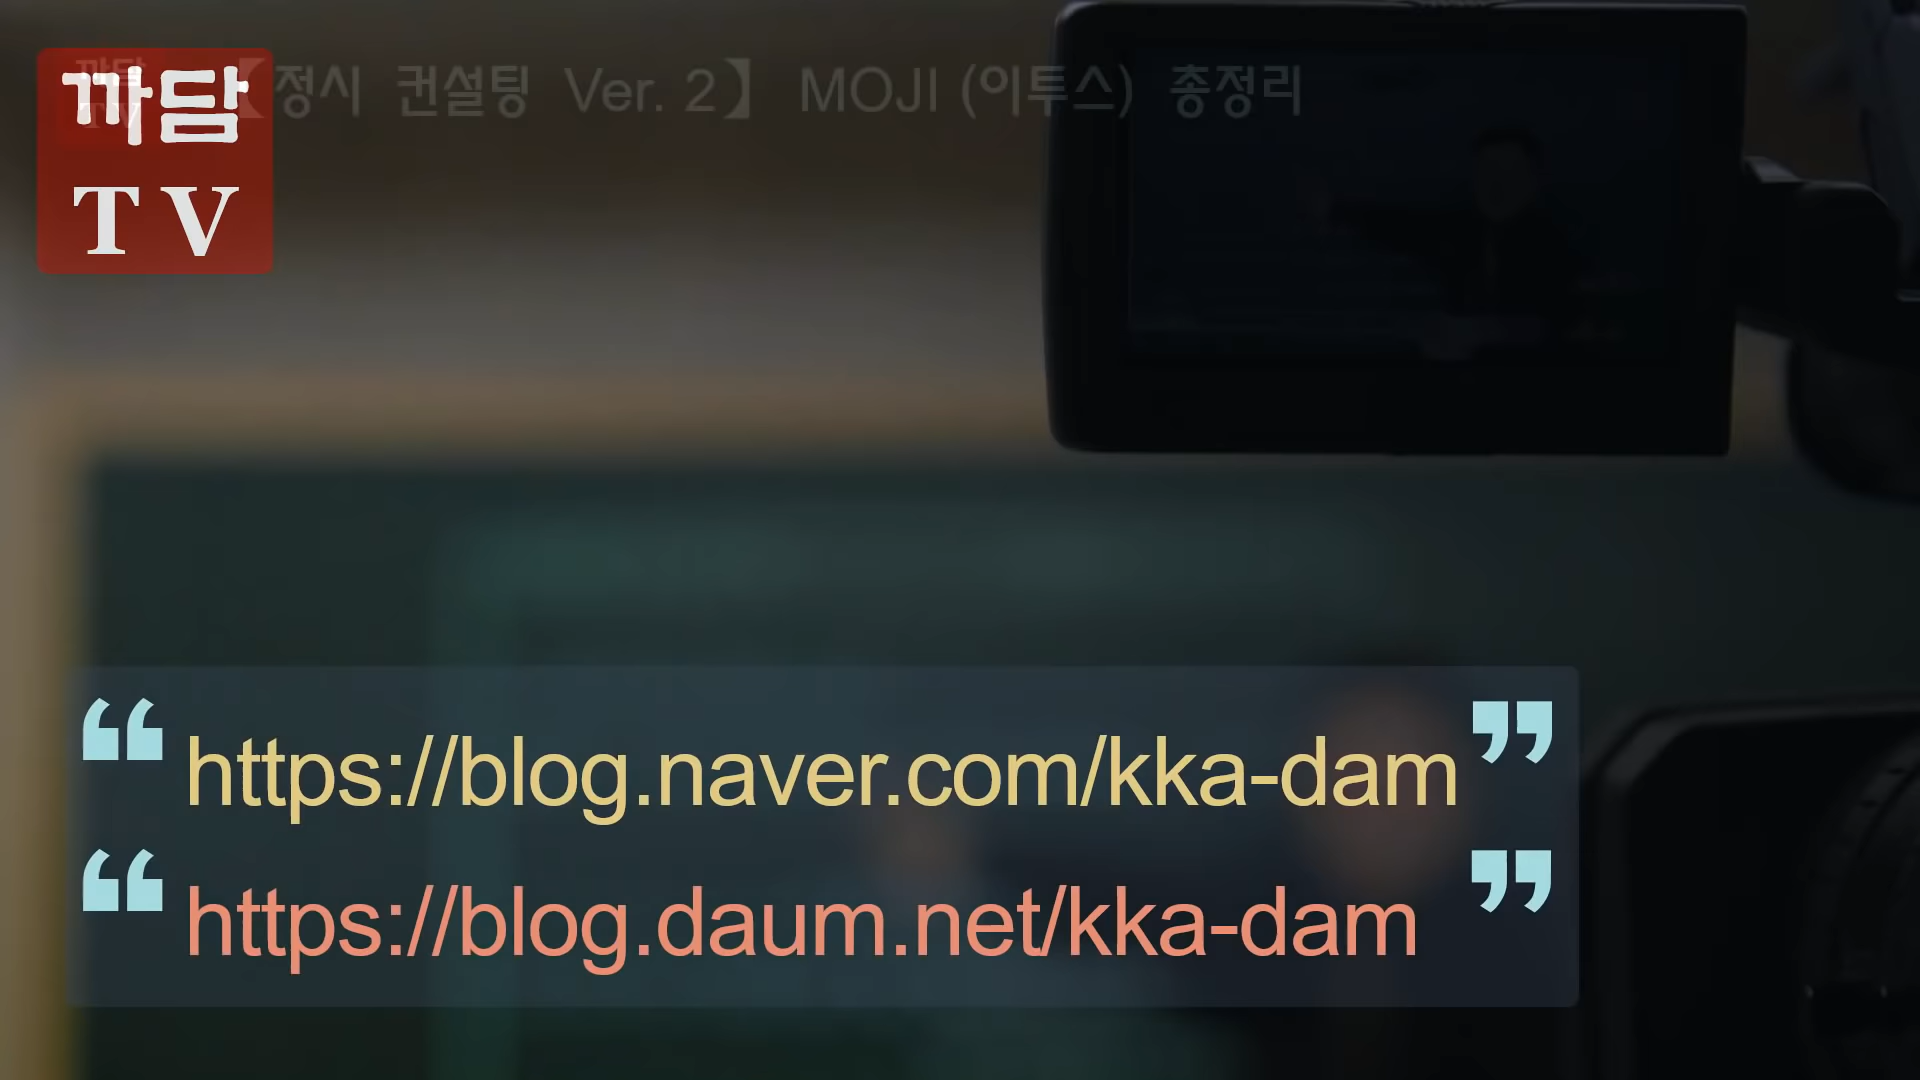 까담
TV
【정시 컨설팅 Ver. 2】 MOJI (이투스) 총정리
“ https://blog.naver.com/kka-dam ”
“ https://blog.daum.net/kka-dam ”